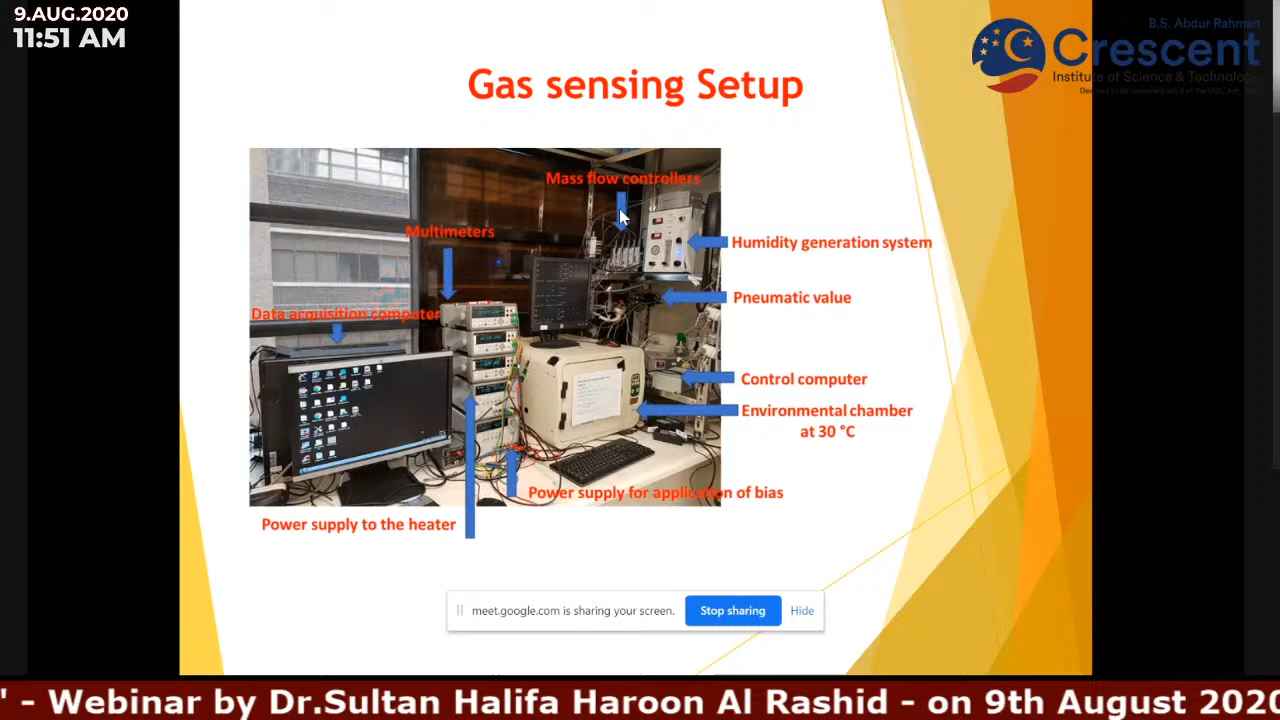 9.AUG.2020
11:51 AM
B.S. Abdur Rahman
Crescent
Institute of Science & Technology
Gas sensing Setup
Mass flow controllers
Multimeters
Humidity generation system
Pneumatic value
Data acquisition computer
Control computer
Environmental chamber
at 30 °C
Power supply for application of bias
Power supply to the heater
meet.google.com is sharing your screen.
Stop sharing
Hide
' - Webinar by Dr.Sultan Halifa Haroon Al Rashid - on 9th August 2020